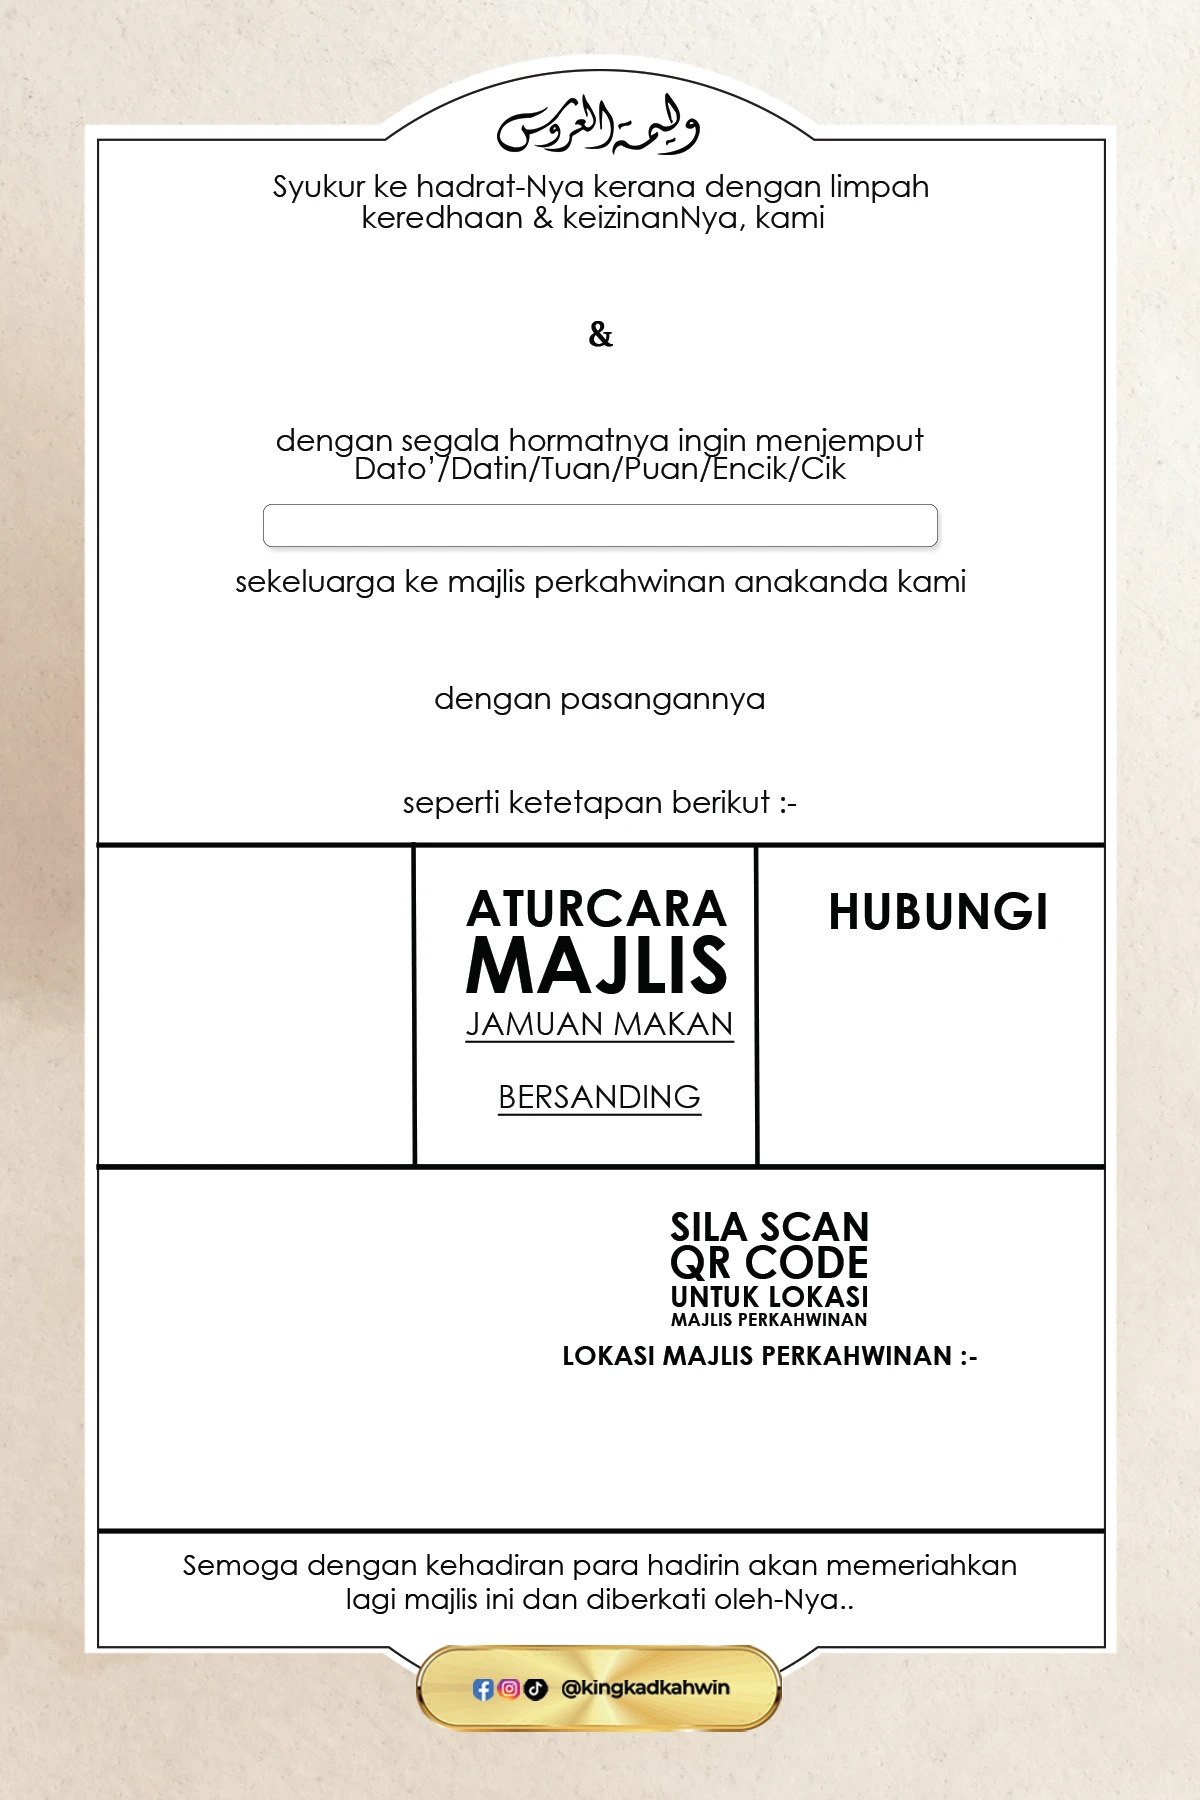 وليمة العروس
Syukur ke hadrat-Nya kerana dengan limpah
keredhaan & keizinanNya, kami
&
dengan segala hormatnya ingin menjemput
Dato’/Datin/Tuan/Puan/Encik/Cik
sekeluarga ke majlis perkahwinan anakanda kami
dengan pasangannya
seperti ketetapan berikut :-
ATURCARA
MAJLIS
JAMUAN MAKAN
BERSANDING
HUBUNGI
SILA SCAN
QR CODE
UNTUK LOKASI
MAJLIS PERKAHWINAN
LOKASI MAJLIS PERKAHWINAN :-
Semoga dengan kehadiran para hadirin akan memeriahkan
lagi majlis ini dan diberkati oleh-Nya..
@kingkadkahwin